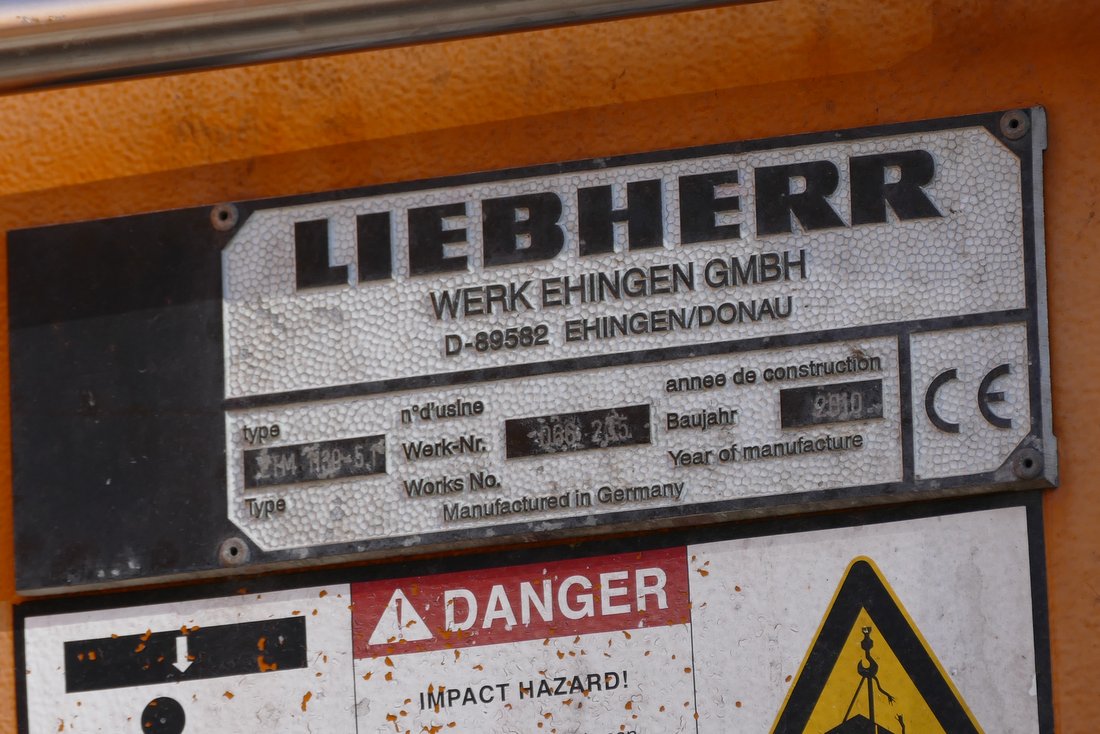 LIEBHERR
WERK EHINGEN GMBH
D-89582 EHINGEN/DONAU
type
n°d'usine
annee de construction
Werk-Nr.
Baujahr
2010
Type
Works No.
Year of manufacture
Manufactured in Germany
CE
DANGER
IMPACT HAZARD!